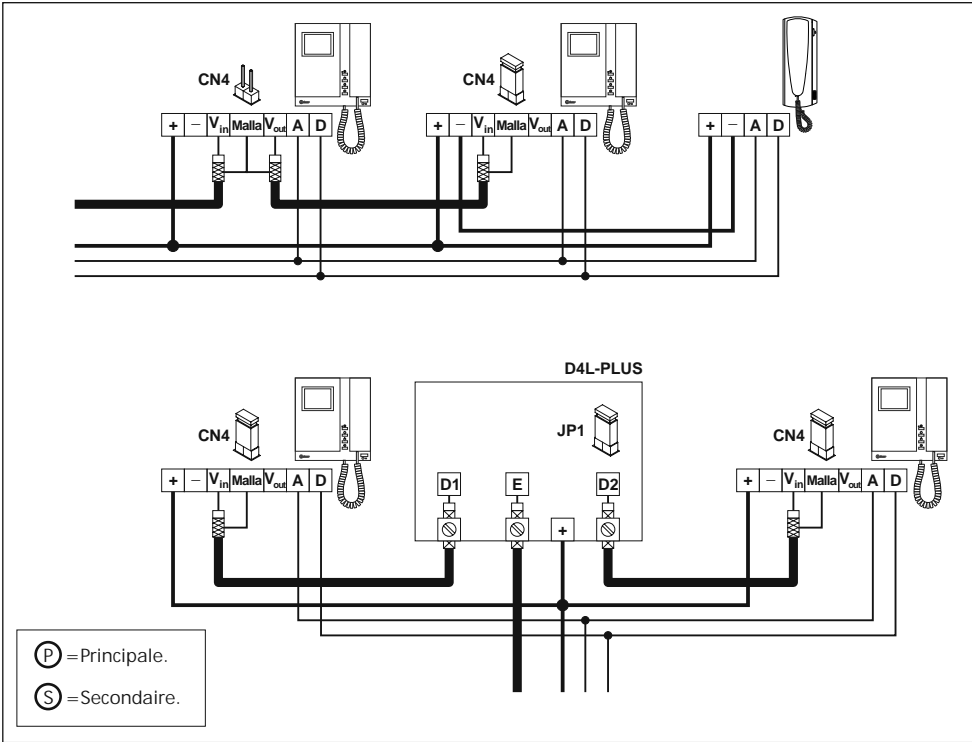 CN4
CN4
+ – Vin Malla Vout A D
+ – Vin Malla Vout A D
+ – A D
D4L-PLUS
CN4
JP1
CN4
+ – Vin Malla Vout A D
D1 E D2
+ – Vin Malla Vout A D
+
P =Principale.
S =Secondaire.